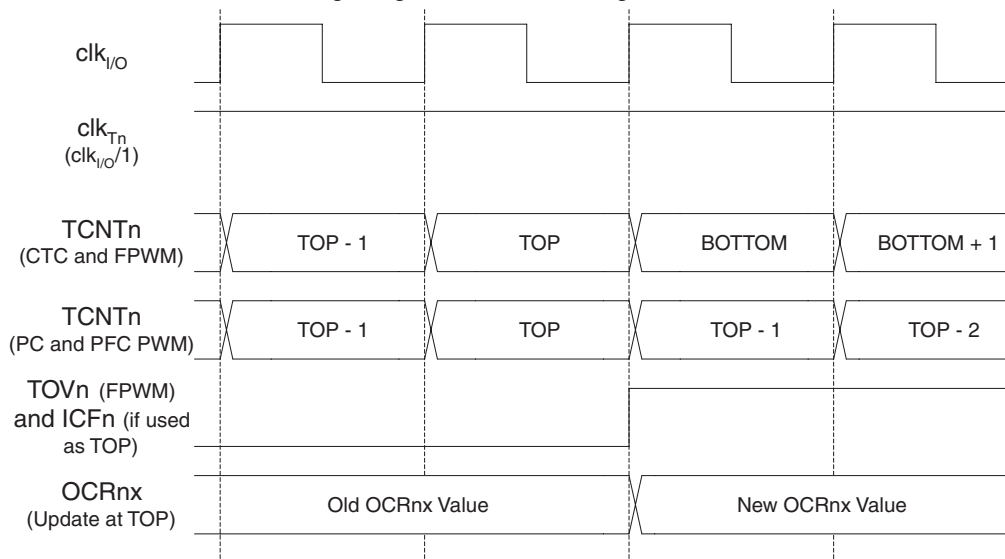 clkI/O
clkTn
(clkI/O/1)
TCNTn
(CTC and FPWM)
TOP - 1
TOP
BOTTOM
BOTTOM + 1
TCNTn
(PC and PFC PWM)
TOP - 1
TOP
TOP - 1
TOP - 2
TOVn (FPWM)
and ICFn (if used
as TOP)
OCRnx
(Update at TOP)
Old OCRnx Value
New OCRnx Value